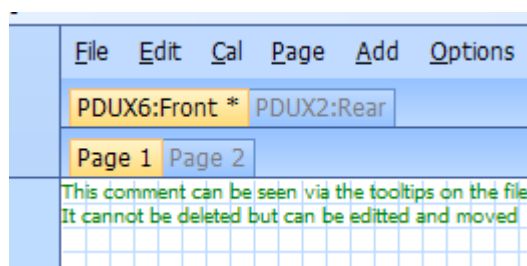 File Edit Cal Page Add Options
PDUX6:Front * PDUX2:Rear
Page 1 Page 2
This comment can be seen via the tooltips on the file
It cannot be deleted but can be editted and moved